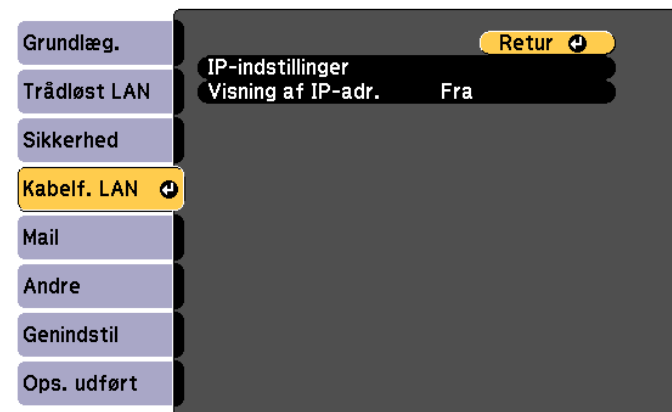 Grundlæg.
Trådløst LAN
Sikkerhed
Kabelf. LAN
Mail
Andre
Genindstil
Ops. udført
Retur
IP-indstillinger
Visning af IP-adr. Fra